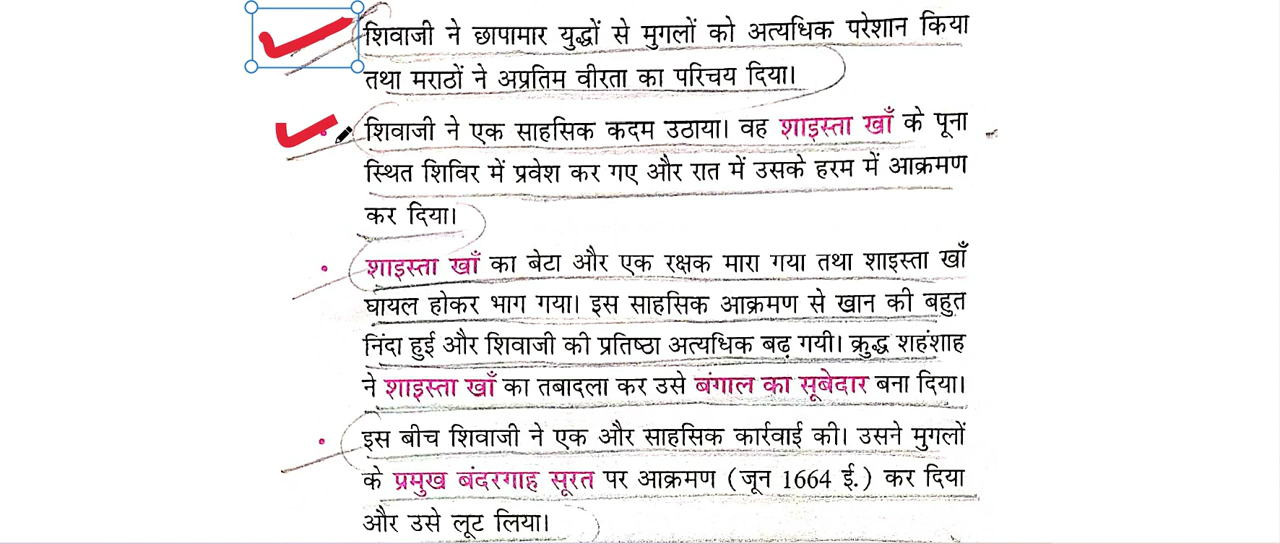 शिवाजी ने छापामार युद्धों से मुगलों को अत्यधिक परेशान किया
तथा मराठों ने अप्रतिम वीरता का परिचय दिया।
शिवाजी ने एक साहसिक कदम उठाया। वह शाइस्ता खाँ के पूना
स्थित शिविर में प्रवेश कर गए और रात में उसके हरम में आक्रमण
कर दिया।
• शाइस्ता खाँ का बेटा और एक रक्षक मारा गया तथा शाइस्ता खाँ
घायल होकर भाग गया। इस साहसिक आक्रमण से खान की बहुत
निंदा हुई और शिवाजी की प्रतिष्ठा अत्यधिक बढ़ गयी। क्रुद्ध शहंशाह
ने शाइस्ता खाँ का तबादला कर उसे बंगाल का सूबेदार बना दिया।
• इस बीच शिवाजी ने एक और साहसिक कार्रवाई की। उसने मुगलों
के प्रमुख बंदरगाह सूरत पर आक्रमण (जून 1664 ई.) कर दिया
और उसे लूट लिया।